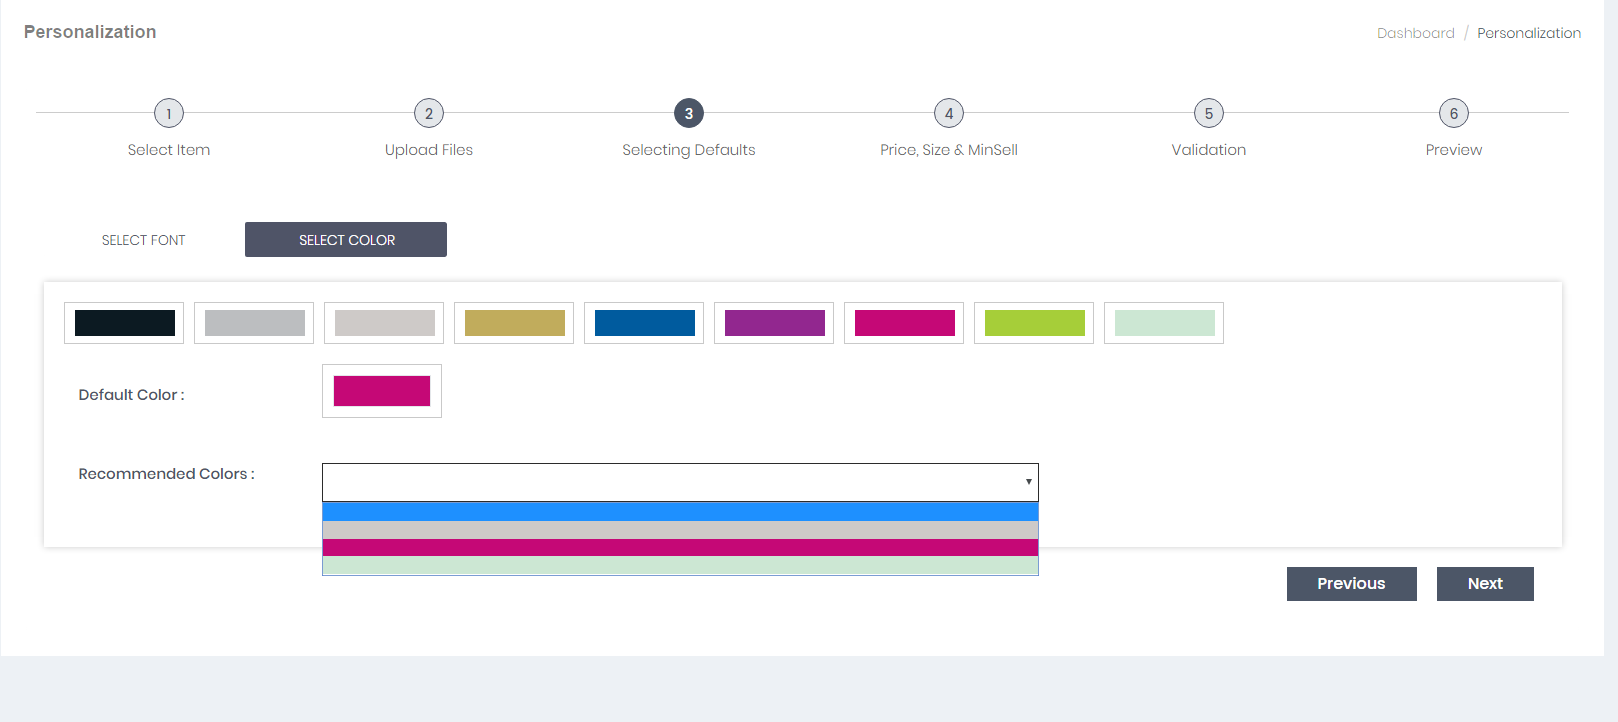 Personalization
Dashboard / Personalization
1 2 3 4 5 6
Select Item Upload Files Selecting Defaults Price, Size & MinSell Validation Preview
SELECT FONT SELECT COLOR
Default Color :
Recommended Colors :
Previous Next